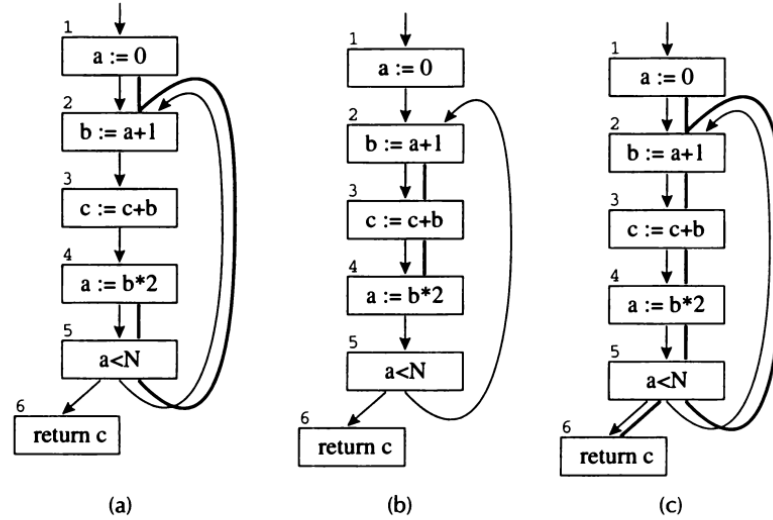 1
a := 0
2
b := a+1
3
c := c+b
4
a := b*2
5
a<N
6
return c
(a)
1
a := 0
2
b := a+1
3
c := c+b
4
a := b*2
5
a<N
6
return c
(b)
1
a := 0
2
b := a+1
3
c := c+b
4
a := b*2
5
a<N
6
return c
(c)